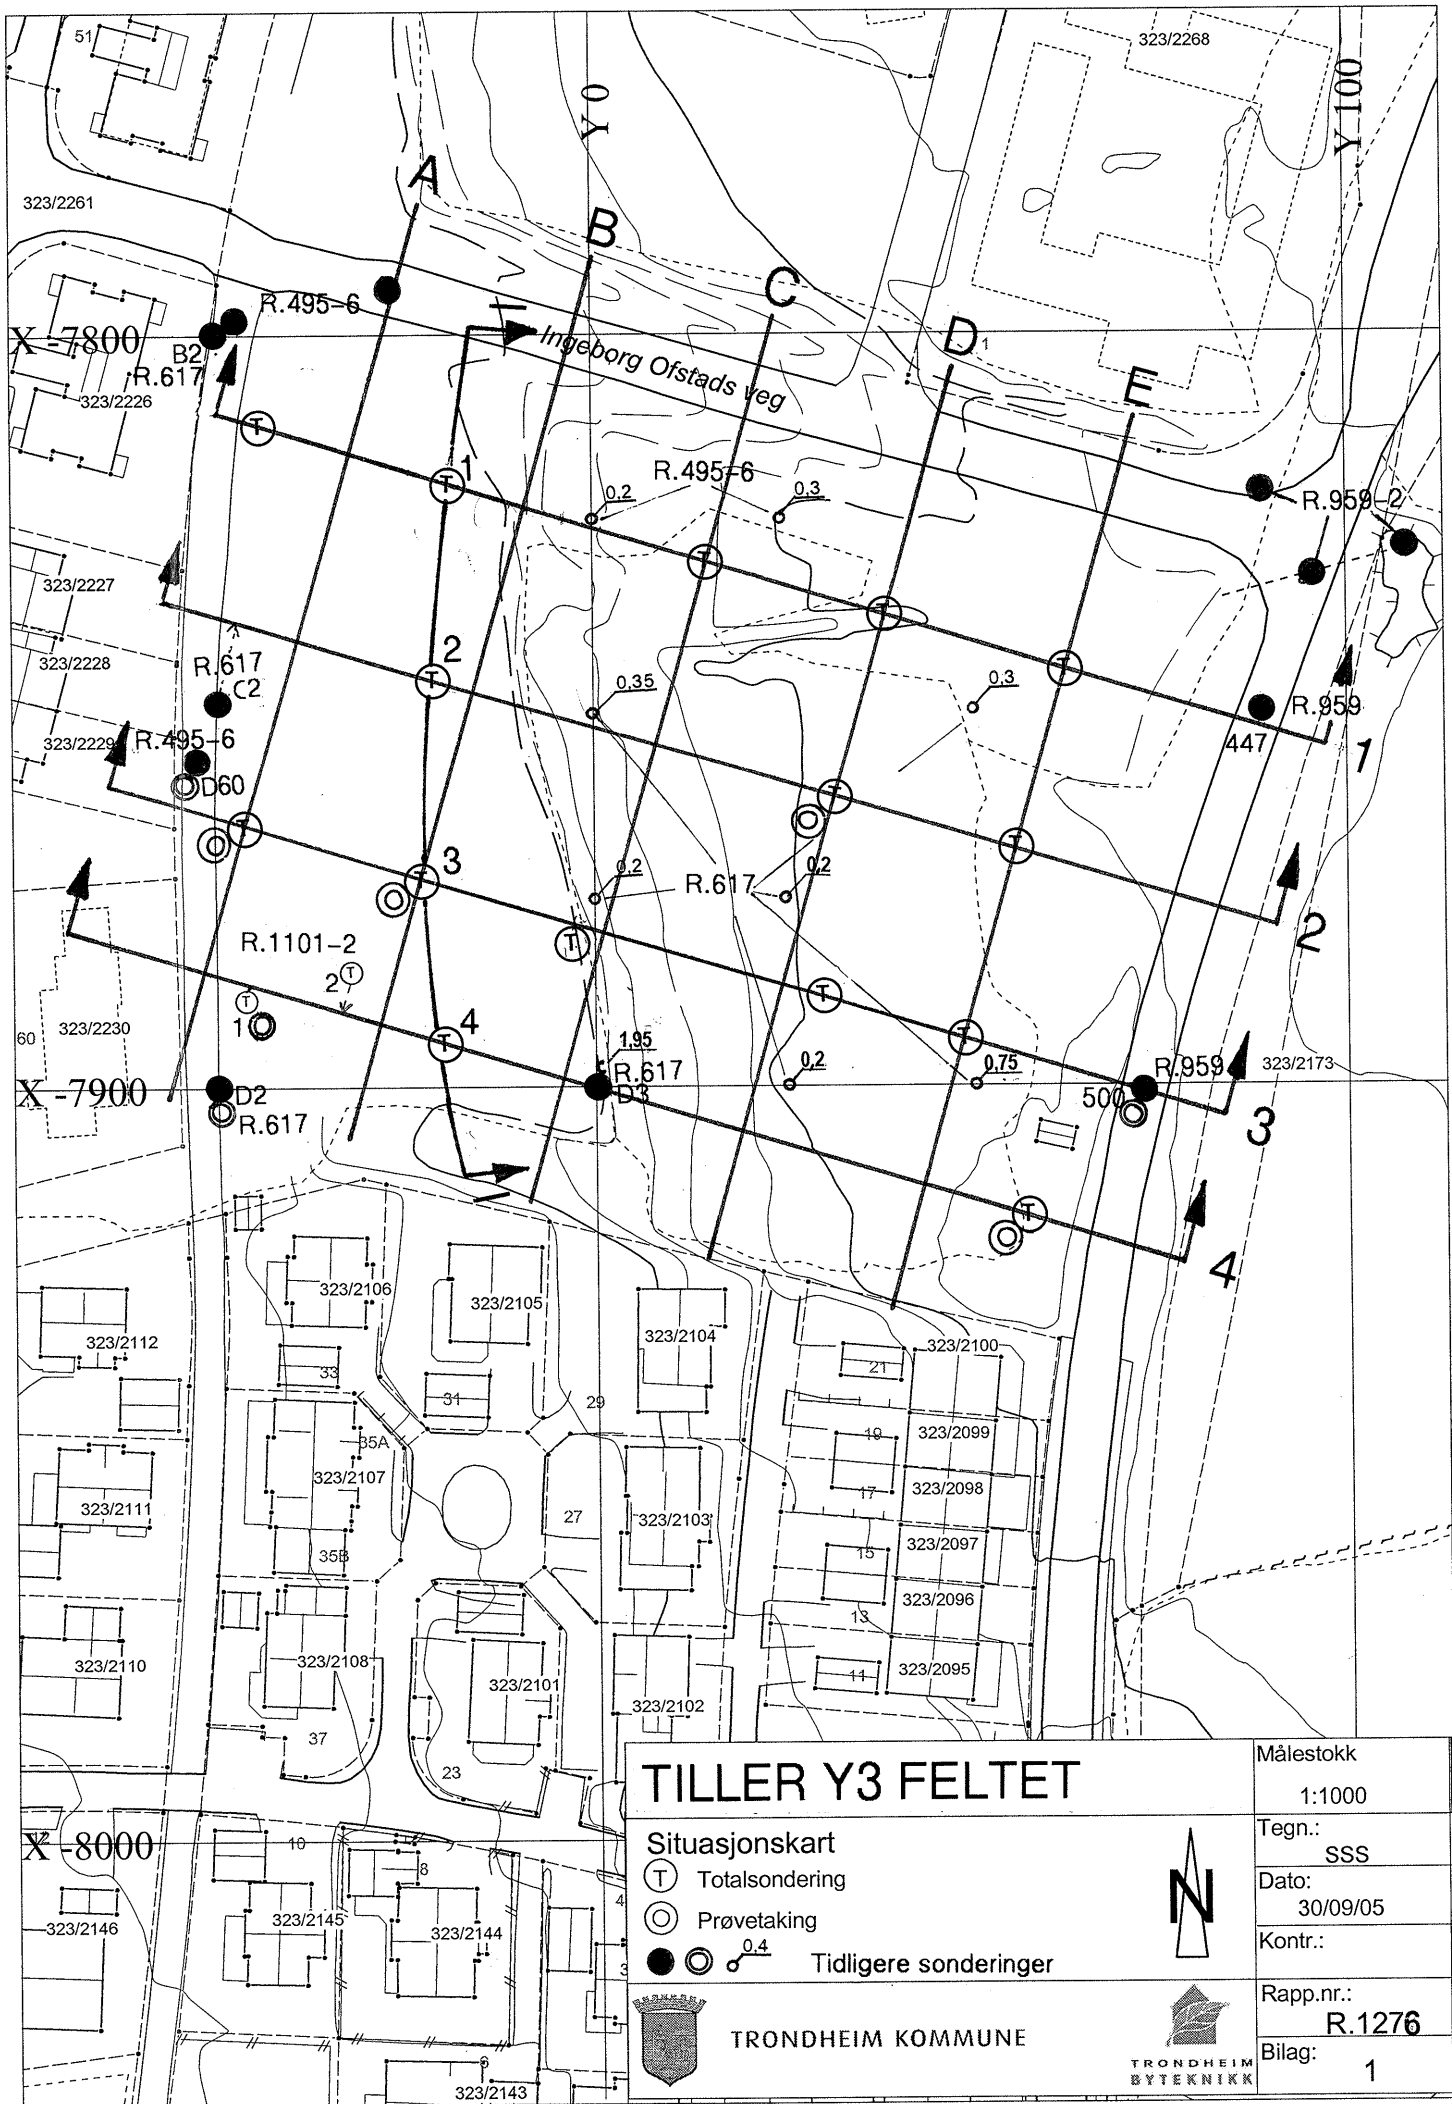 51
323/2268
Y 0
Y 100
A
323/2261
B
C
R.495-6
X -7800
B2
R.617
323/2226
I
Ingeborg Ofstads veg
D
1
E
T
T
1
R.495-6
0,2
0,3
R.959-2
T
323/2227
T
2
R.617
323/2228
C2
T
T
0,35
0,3
R.959
447
1
323/2229
R.495-6
D60
T
T
3
T
T
0,2
R.617
0,2
2
R.1101-2
T
2
T
T
1
323/2230
60
T
T
4
T
1,95
R.617
D3
0,2
0,75
R.959
500
323/2173
3
X -7900
D2
R.617
I
T
4
323/2106
323/2105
323/2104
323/2100
323/2112
33
31
29
21
35A
323/2107
19
323/2099
323/2111
27
323/2103
17
323/2098
35B
15
323/2097
13
323/2096
323/2110
323/2108
323/2101
323/2102
11
323/2095
37
23
X -8000
12
10
8
323/2146
323/2145
323/2144
4
3
6
323/2143
TILLER Y3 FELTET
Målestokk
1:1000
Situasjonskart
T Totalsondering
Prøvetaking
0,4 Tidligere sonderinger
N
Tegn.:
SSS
Dato:
30/09/05
Kontr.:
TRONDHEIM KOMMUNE
TRONDHEIM
BYTEKNIKK
Rapp.nr.:
R.1276
Bilag:
1